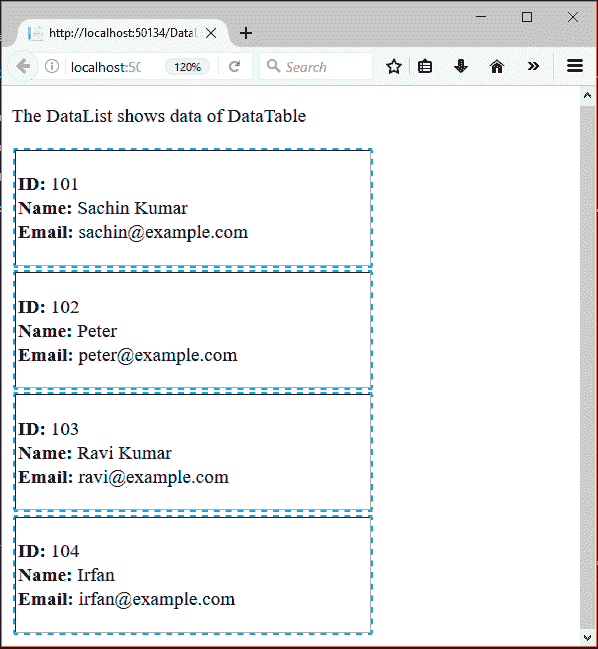 http://localhost:50134/DataL
localhost:50
120%
Search
The DataList shows data of DataTable
ID: 101
Name: Sachin Kumar
Email: sachin@example.com
ID: 102
Name: Peter
Email: peter@example.com
ID: 103
Name: Ravi Kumar
Email: ravi@example.com
ID: 104
Name: Irfan
Email: irfan@example.com